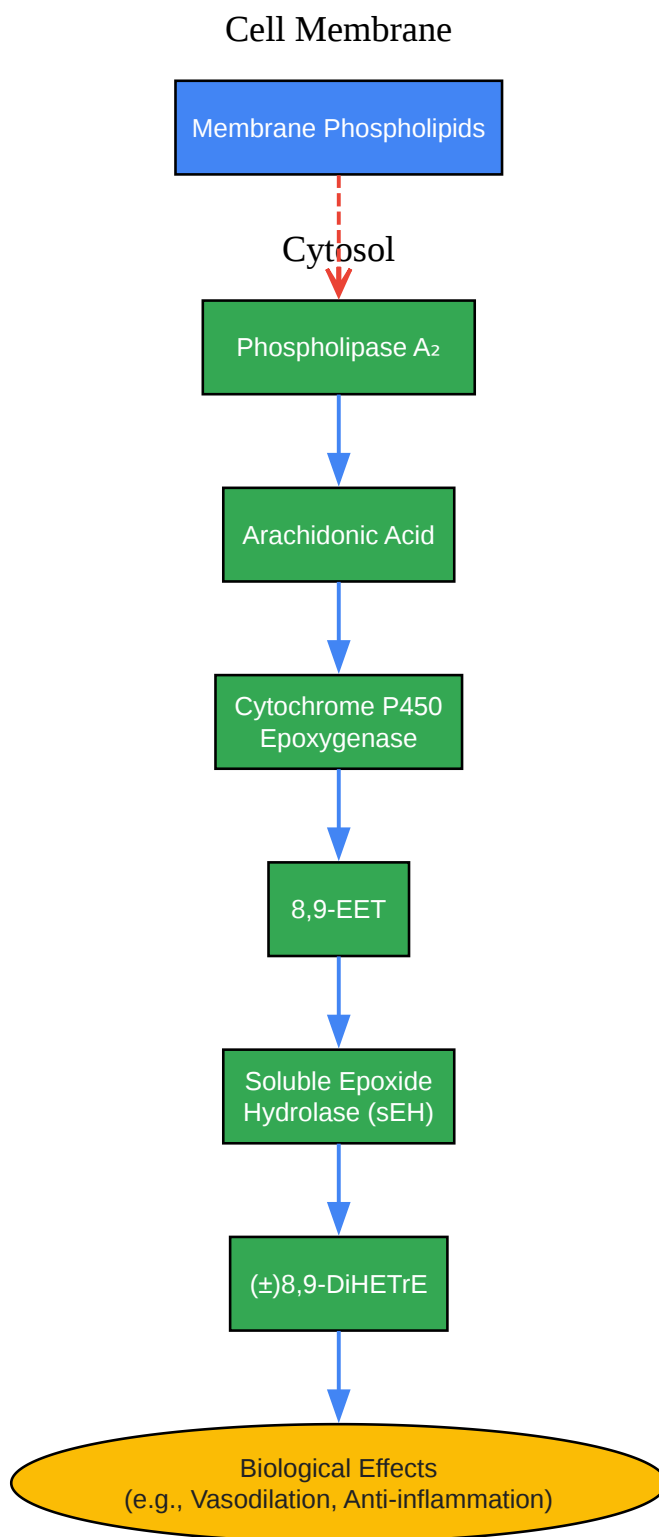 Cell Membrane
Membrane Phospholipids
Cytosol
Phospholipase A₂
Arachidonic Acid
Cytochrome P450
Epoxygenase
8,9-EET
Soluble Epoxide
Hydrolase (sEH)
(±)8,9-DiHETrE
Biological Effects
(e.g., Vasodilation, Anti-inflammation)